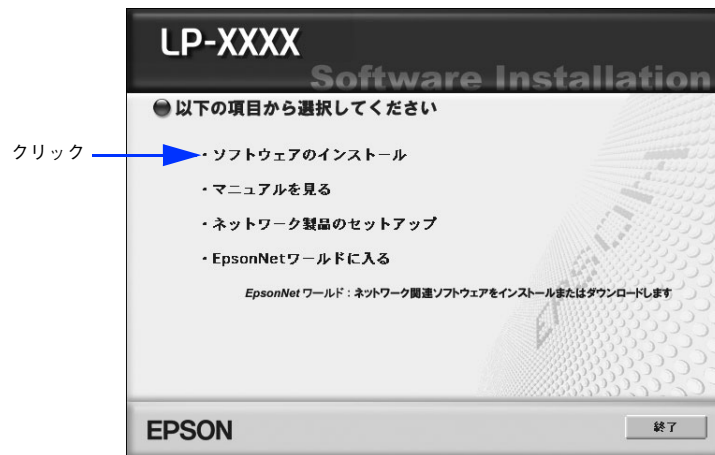 LP-XXXX
Software Installation
以下の項目から選択してください
クリック
・ソフトウェアのインストール
・マニュアルを見る
・ネットワーク製品のセットアップ
・EpsonNetワールドに入る
EpsonNet ワールド：ネットワーク関連ソフトウェアをインストールまたはダウンロードします
EPSON
EPSON
終了